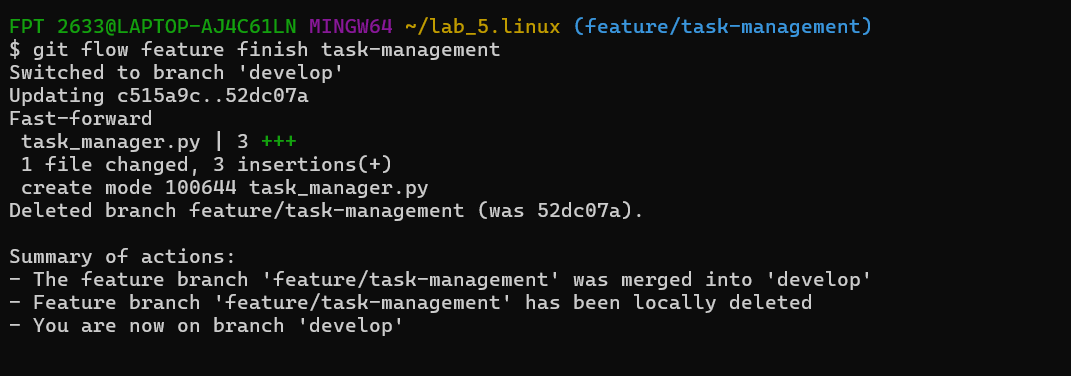 FPT 2633@LAPTOP-AJ4C61LN MINGW64 ~/lab_5.linux (feature/task-management)
$ git flow feature finish task-management
Switched to branch 'develop'
Updating c515a9c..52dc07a
Fast-forward
 task_manager.py | 3 +++
 1 file changed, 3 insertions(+)
 create mode 100644 task_manager.py
Deleted branch feature/task-management (was 52dc07a).

Summary of actions:
- The feature branch 'feature/task-management' was merged into 'develop'
- Feature branch 'feature/task-management' has been locally deleted
- You are now on branch 'develop'